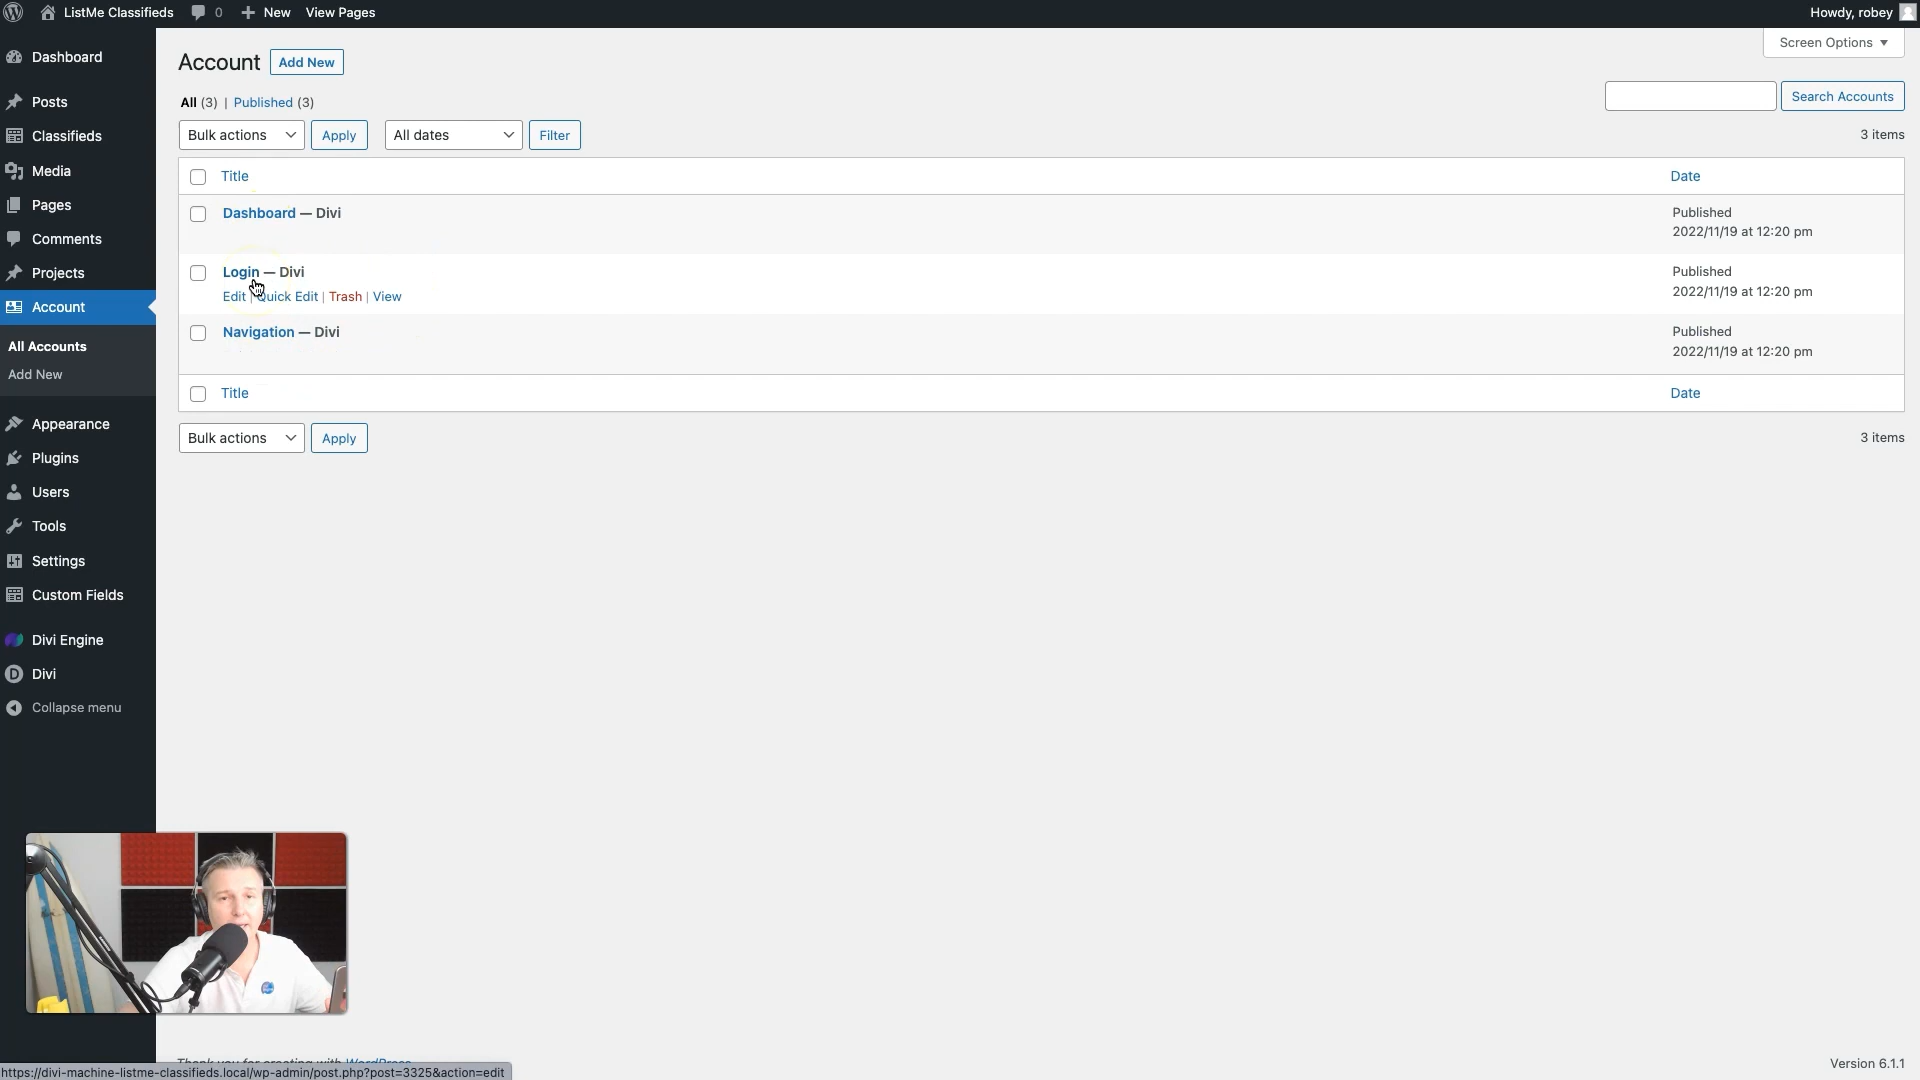 ListMe Classifieds 0 New View Pages Howdy, robey
Screen Options
Dashboard
Posts
Classifieds
Media
Pages
Comments
Projects
Account
All Accounts
Add New
Appearance
Plugins
Users
Tools
Settings
Custom Fields
Divi Engine
D Divi
Collapse menu
Account Add New
All (3) | Published (3)
Search Accounts
Bulk actions Apply All dates Filter 3 items
Title Date
Dashboard — Divi Published
2022/11/19 at 12:20 pm
Login — Divi Published
Edit | Quick Edit | Trash | View 2022/11/19 at 12:20 pm
Navigation — Divi Published
2022/11/19 at 12:20 pm
Title Date
Bulk actions Apply 3 items
Thank you for creating with WordPress. Version 6.1.1
https://divi-machine-listme-classifieds.local/wp-admin/post.php?post=3325&action=edit